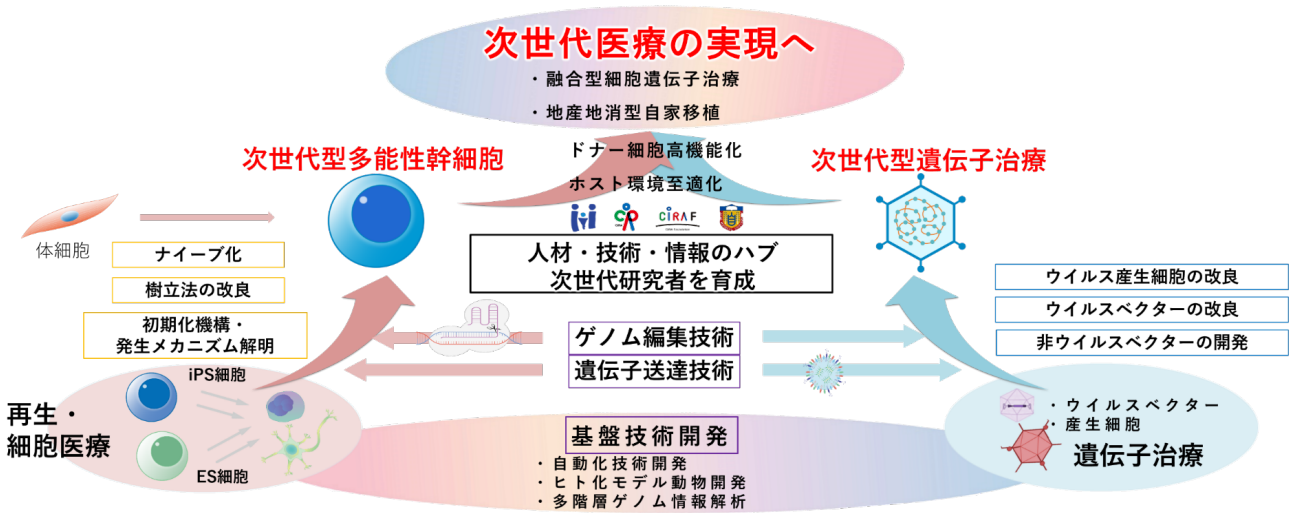 次世代医療の実現へ
・融合型細胞遺伝子治療
・地産地消型自家移植
次世代型多能性幹細胞
ドナー細胞高機能化
ホスト環境至適化
次世代型遺伝子治療
体細胞
CiRA F
人材・技術・情報のハブ
次世代研究者を育成
ナイーブ化
樹立法の改良
初期化機構・
発生メカニズム解明
ウイルス産生細胞の改良
ウイルスベクターの改良
非ウイルスベクターの開発
ゲノム編集技術
遺伝子送達技術
再生・
細胞医療
iPS細胞
ES細胞
基盤技術開発
・自動化技術開発
・ヒト化モデル動物開発
・多階層ゲノム情報解析
・ウイルスベクター
・産生細胞
遺伝子治療